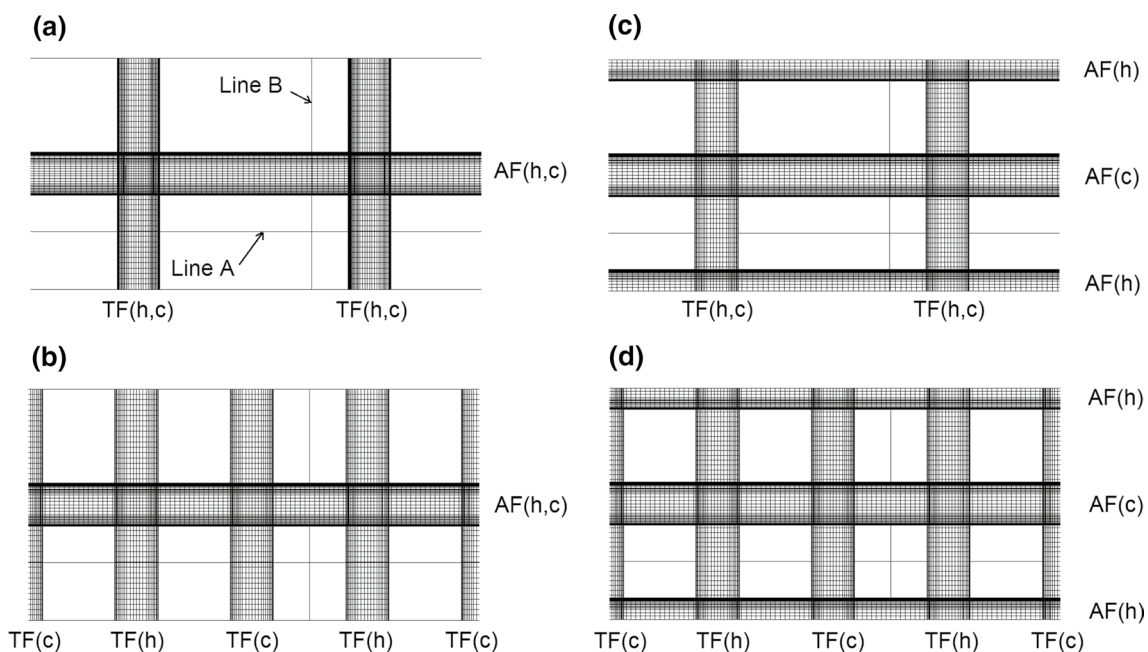 (a)
Line B
AF(h,c)
Line A
TF(h,c) TF(h,c)
(b)
AF(h,c)
TF(c) TF(h) TF(c) TF(h) TF(c)
(c)
AF(h)
AF(c)
AF(h)
TF(h,c) TF(h,c)
(d)
AF(h)
AF(c)
AF(h)
TF(c) TF(h) TF(c) TF(h) TF(c)